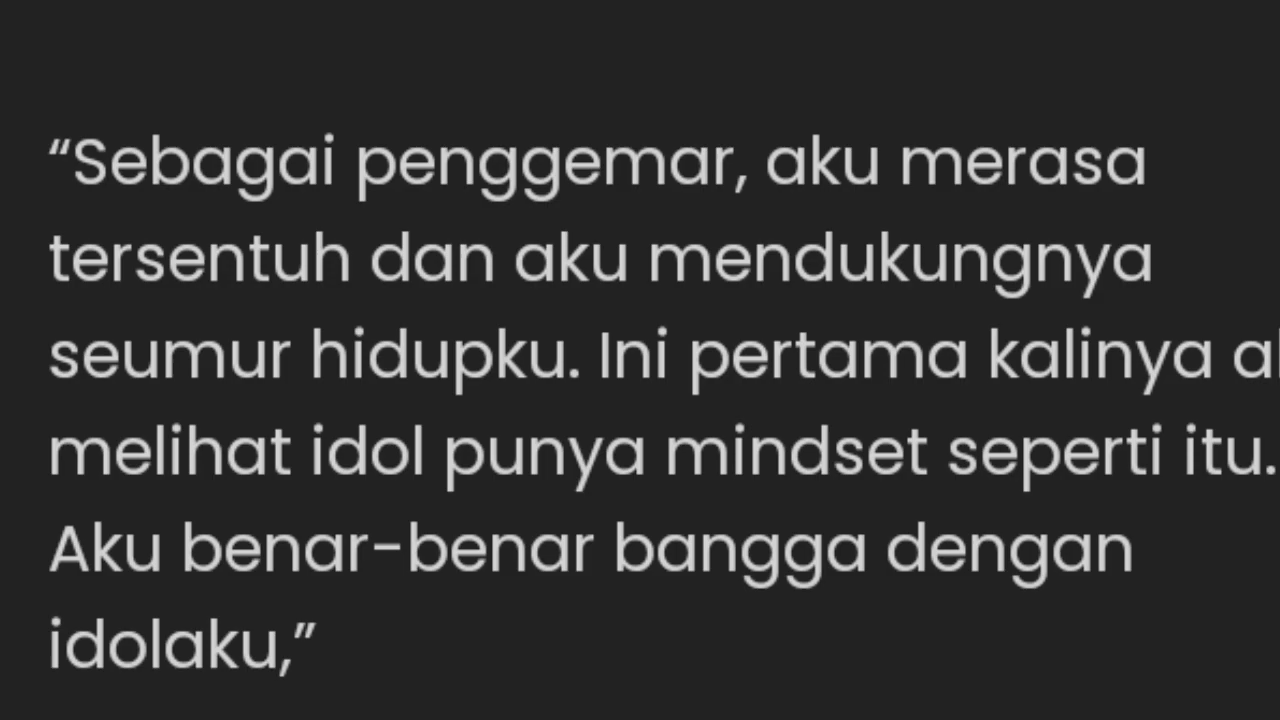 “Sebagai penggemar, aku merasa
tersentuh dan aku mendukungnya
seumur hidupku. Ini pertama kalinya
melihat idol punya mindset seperti itu.
Aku benar-benar bangga dengan
idolaku,”